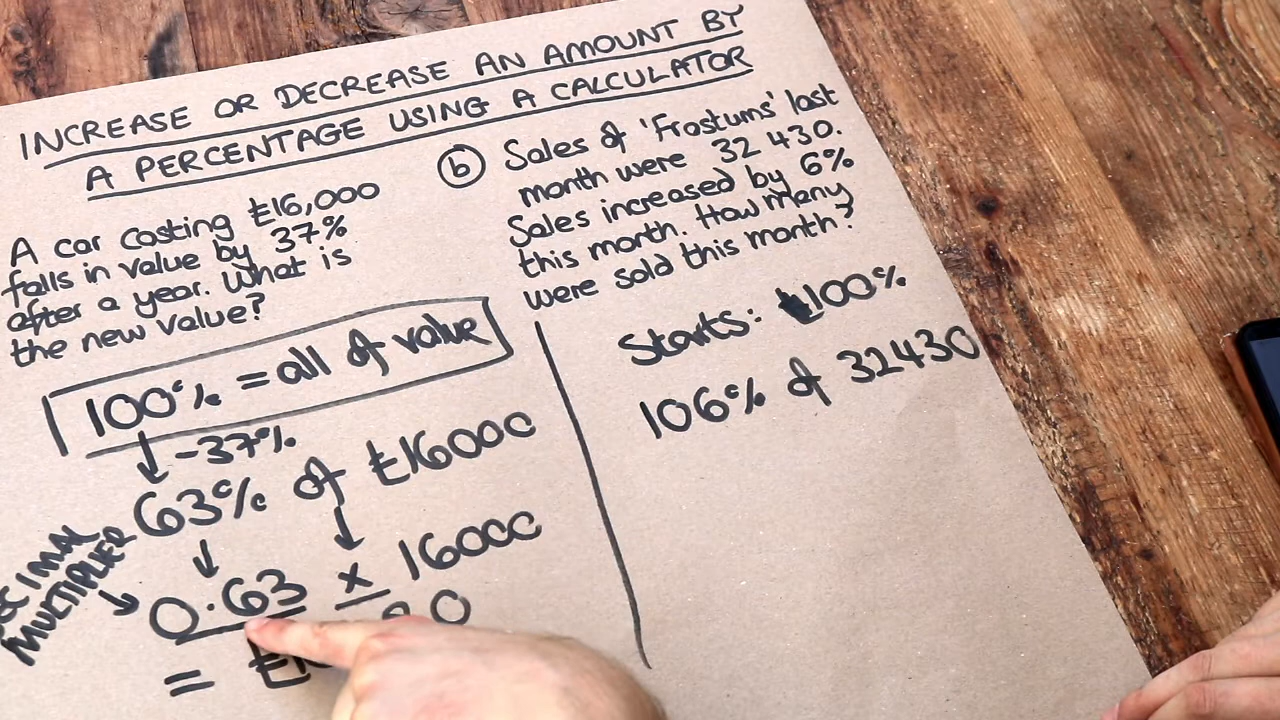 INCREASE OR DECREASE AN AMOUNT BY
A PERCENTAGE USING A CALCULATOR
A car costing £16,000
falls in value by 37%
after a year. What is
the new value?
100% = all of value
-37%
63% of £16000
MULTIPLIER
0.63 x 16000
=
b
Sales of 'Frostums' last
month were 32 430.
Sales increased by 6%
this month. How many
were sold this month?
Starts: 100%
106% of 32430